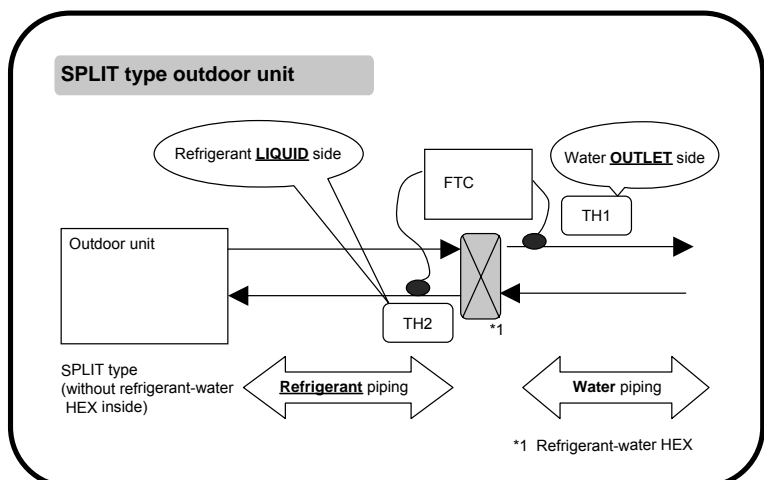 SPLIT type outdoor unit
Refrigerant LIQUID side
Water OUTLET side
FTC
TH1
Outdoor unit
TH2
*1
SPLIT type
(without refrigerant-water
HEX inside)
Refrigerant piping
Water piping
*1 Refrigerant-water HEX